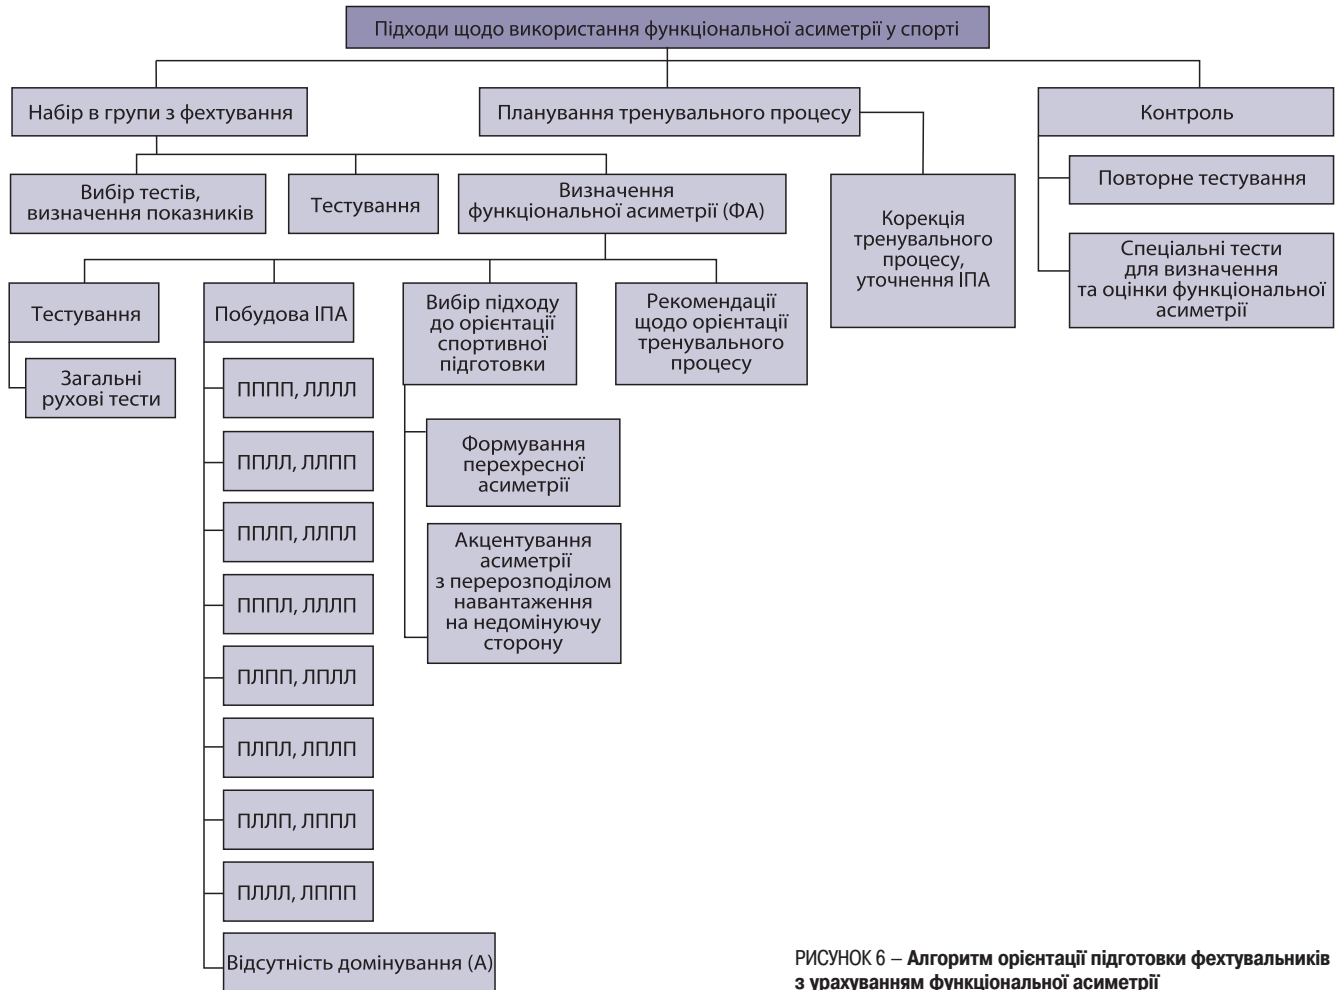 Підходи щодо використання функціональної асиметрії у спорті
Набір в групи з фехтування
Планування тренувального процесу
Контроль
Вибір тестів,
визначення показників
Тестування
Визначення
функціональної асиметрії (ФА)
Корекція
тренувального
процесу,
уточнення ІПА
Повторне тестування
Спеціальні тести
для визначення
та оцінки функціональної
асиметрії
Тестування
Побудова ІПА
Вибір підходу
до орієнтації
спортивної
підготовки
Рекомендації
щодо орієнтації
тренувального
процесу
Загальні
рухові тести
ПППП, ЛЛЛЛ
ППЛЛ, ЛЛПП
ППЛП, ЛЛПЛ
ПППЛ, ЛЛЛП
ПЛПП, ЛПЛЛ
ПЛПЛ, ЛПЛП
ПЛЛП, ЛППЛ
ПЛЛЛ, ЛППП
Відсутність домінування (А)
Формування
перехресної
асиметрії
Акцентування
асиметрії
з перерозподілом
навантаження
на недомінуючу
сторону
РИСУНОК 6 – Алгоритм орієнтації підготовки фехтувальників
з урахуванням функціональної асиметрії